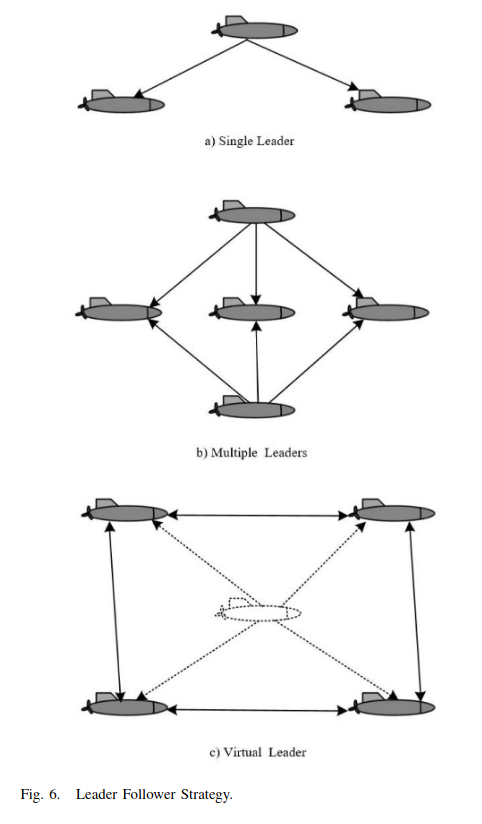 a) Single Leader
b) Multiple Leaders
c) Virtual Leader
Fig. 6. Leader Follower Strategy.